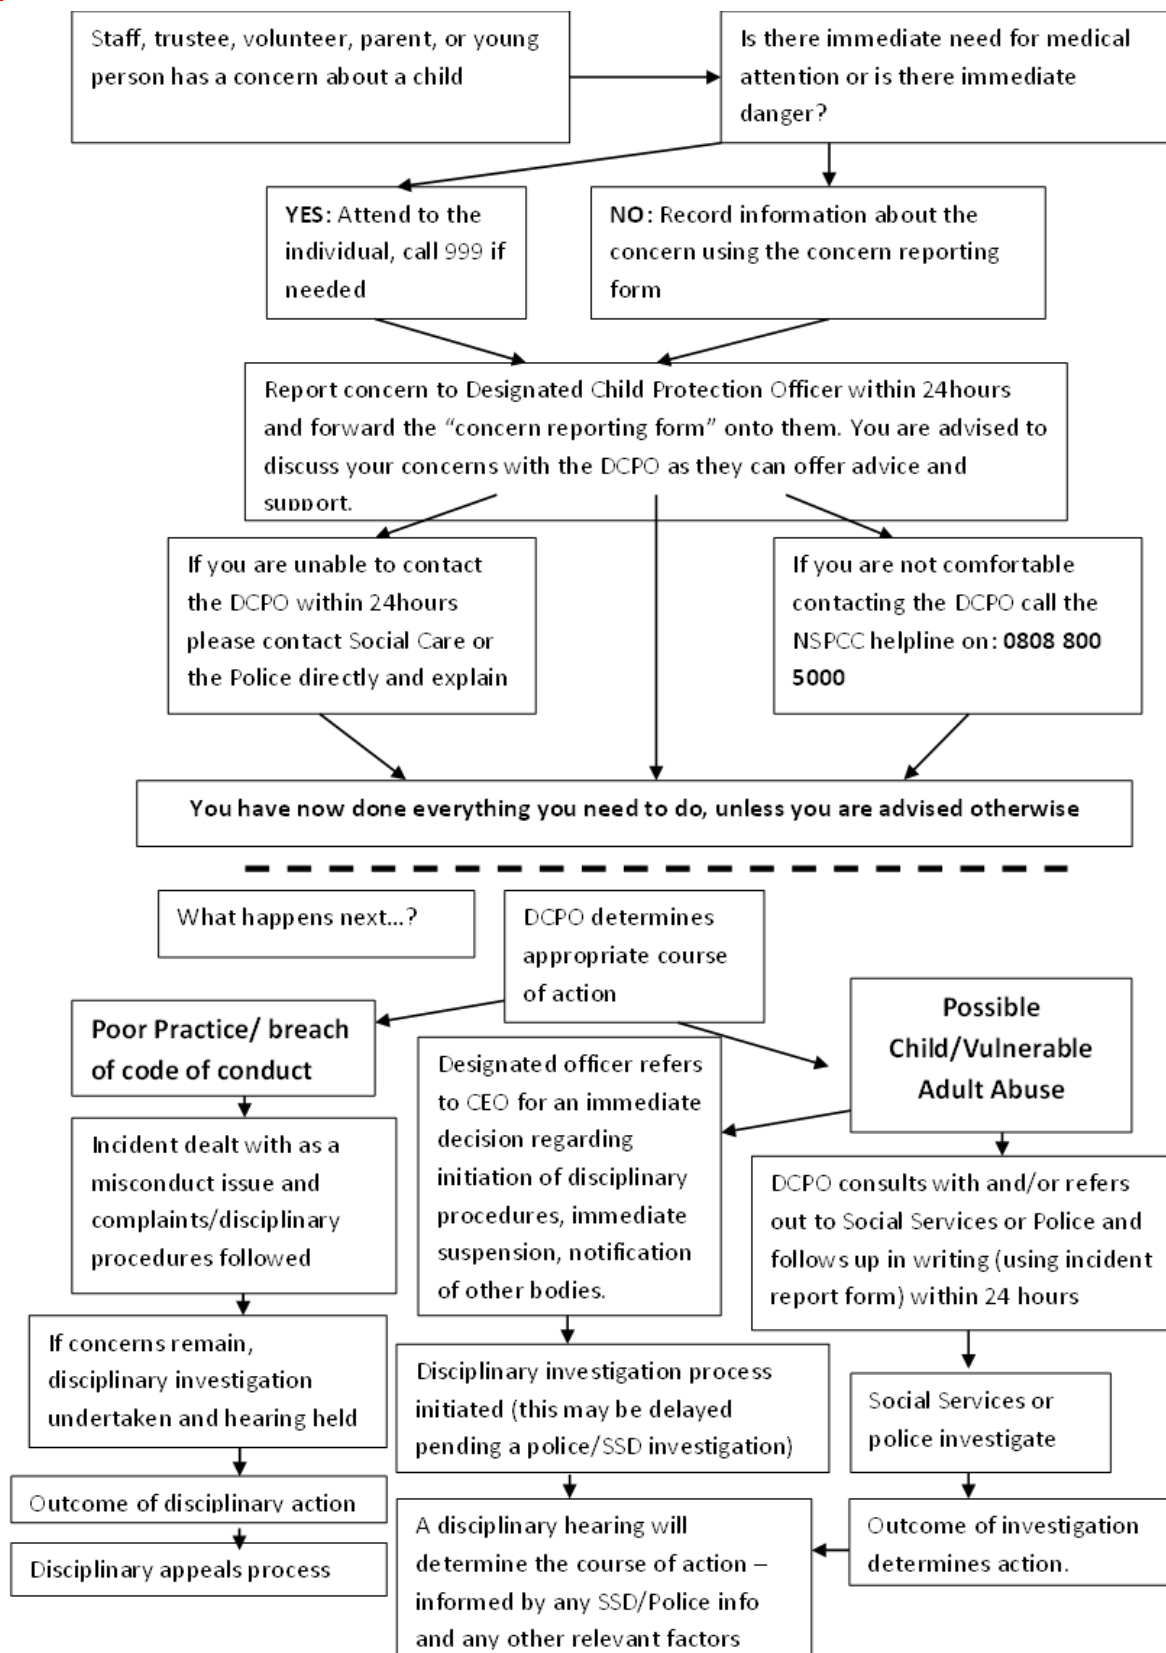 Staff, trustee, volunteer, parent, or young
person has a concern about a child
Is there immediate need for medical
attention or is there immediate
danger?
YES: Attend to the
individual, call 999 if
needed
NO: Record information about the
concern using the concern reporting
form
Report concern to Designated Child Protection Officer within 24hours
and forward the “concern reporting form” onto them. You are advised to
discuss your concerns with the DCPO as they can offer advice and
support.
If you are unable to contact
the DCPO within 24hours
please contact Social Care or
the Police directly and explain
If you are not comfortable
contacting the DCPO call the
NSPCC helpline on: 0808 800
5000
You have now done everything you need to do, unless you are advised otherwise
What happens next...?
DCPO determines
appropriate course
of action
Poor Practice/ breach
of code of conduct
Possible
Child/Vulnerable
Adult Abuse
Incident dealt with as a
misconduct issue and
complaints/disciplinary
procedures followed
Designated officer refers
to CEO for an immediate
decision regarding
initiation of disciplinary
procedures, immediate
suspension, notification
of other bodies.
DCPO consults with and/or refers
out to Social Services or Police and
follows up in writing (using incident
report form) within 24 hours
If concerns remain,
disciplinary investigation
undertaken and hearing held
Disciplinary investigation process
initiated (this may be delayed
pending a police/SSD investigation)
Social Services or
police investigate
Outcome of disciplinary action
Disciplinary appeals process
A disciplinary hearing will
determine the course of action –
informed by any SSD/Police info
and any other relevant factors
Outcome of investigation
determines action.